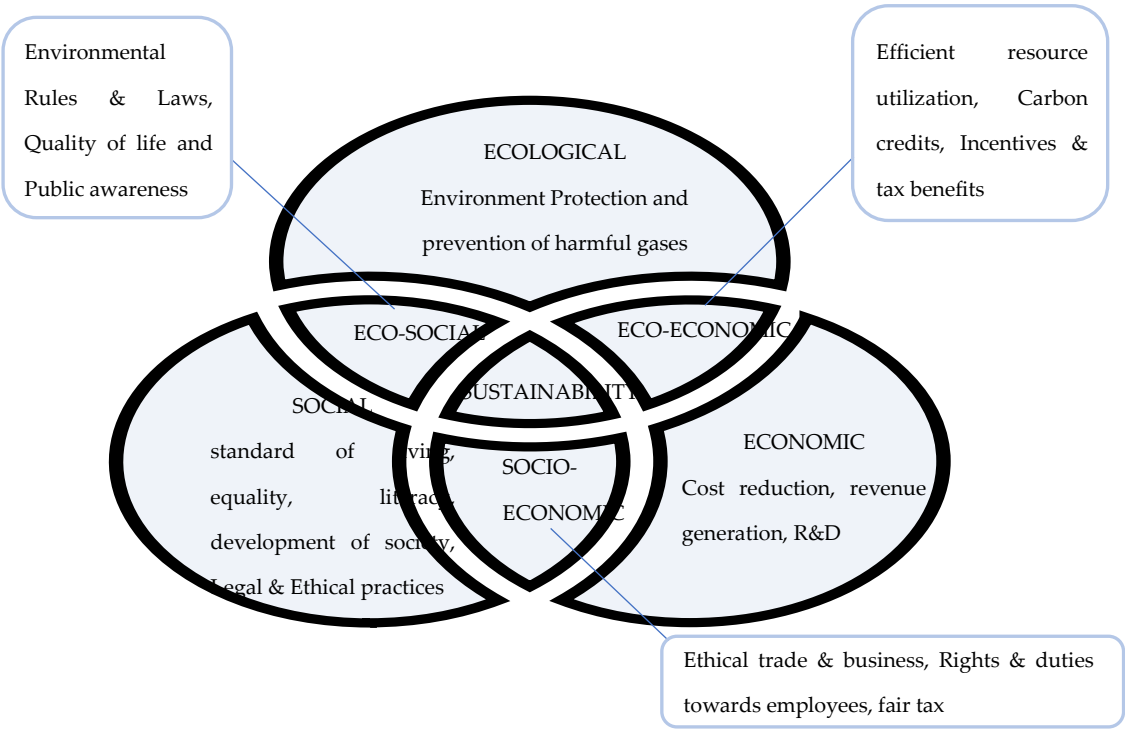 Environmental
Rules & Laws,
Quality of life and
Public awareness
Efficient resource
utilization, Carbon
credits, Incentives &
tax benefits
ECOLOGICAL
Environment Protection and
prevention of harmful gases
ECO-SOCIAL
ECO-ECONOMIC
SUSTAINABILITY
SOCIAL
standard of living,
equality, literacy,
development of society,
Legal & Ethical practices
SOCIO-
ECONOMIC
ECONOMIC
Cost reduction, revenue
generation, R&D
Ethical trade & business, Rights & duties
towards employees, fair tax